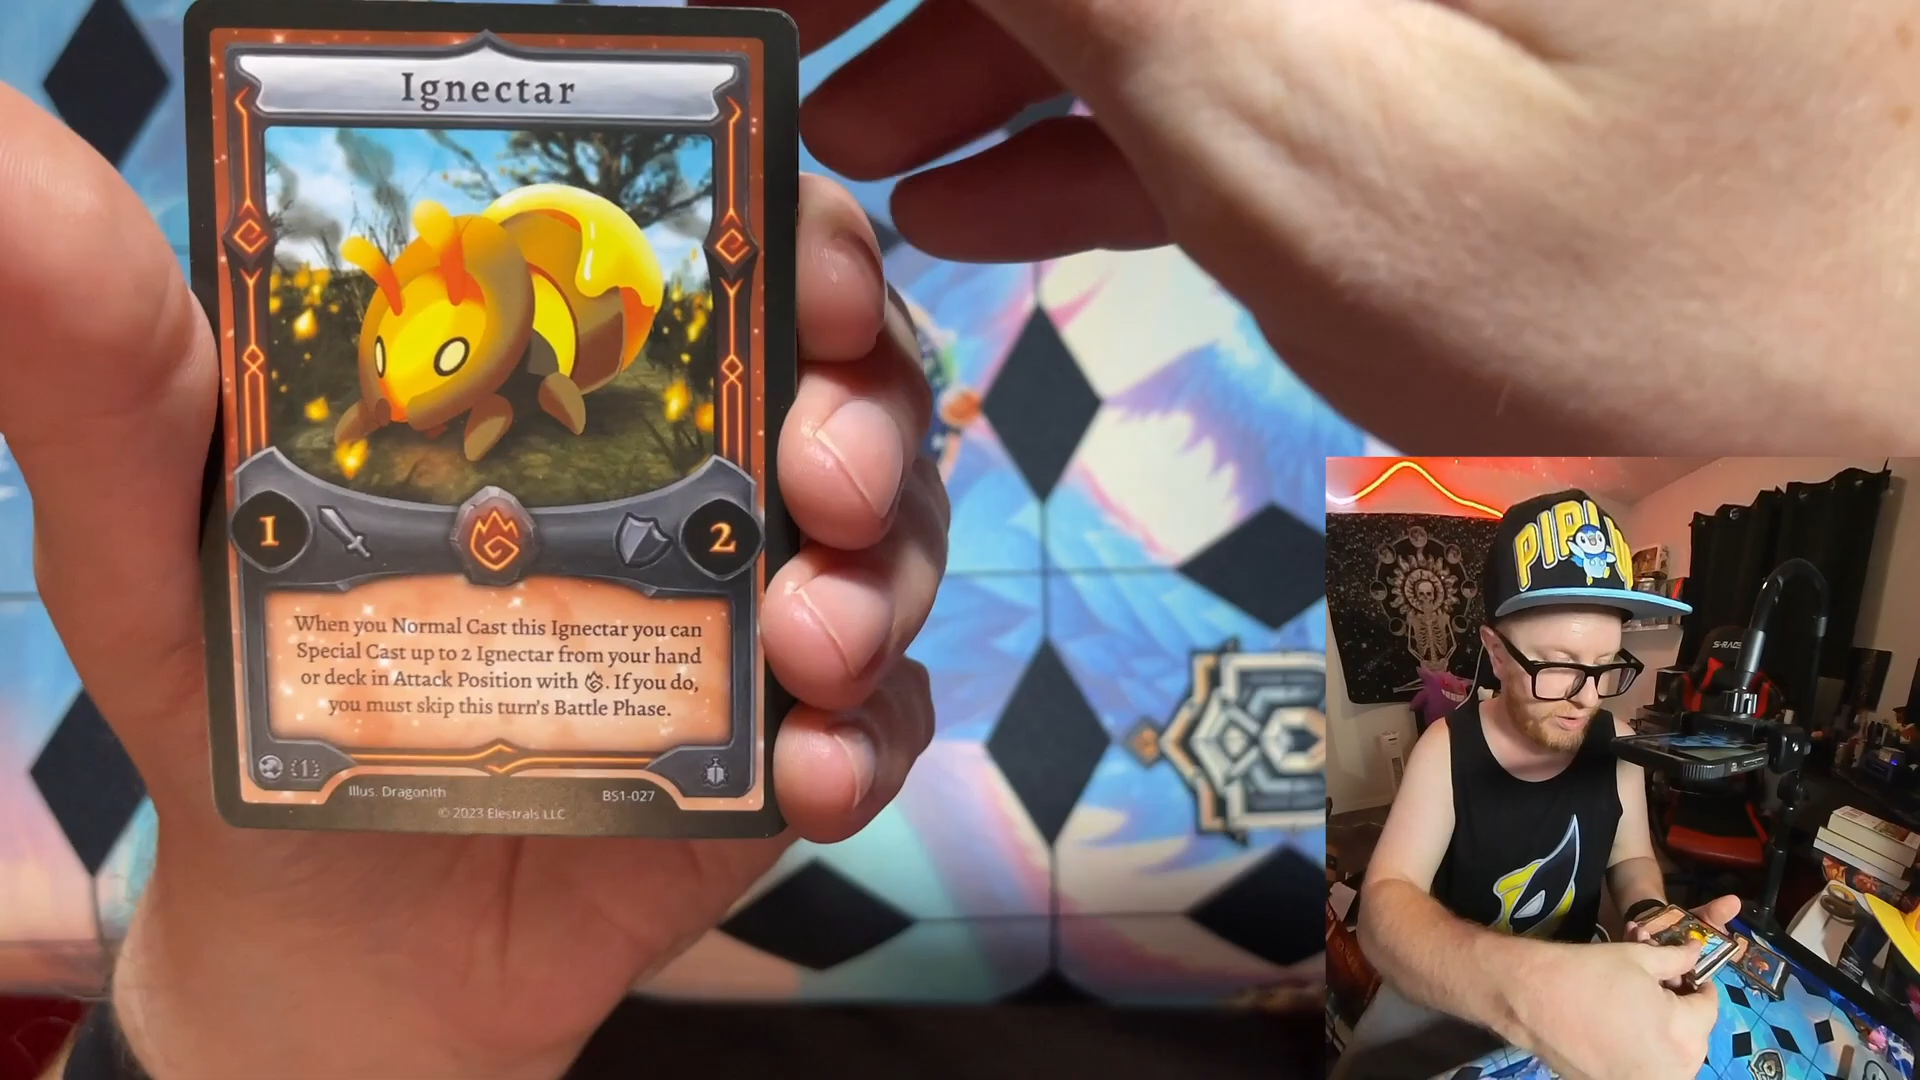 Ignectar
1
2
When you Normal Cast this Ignectar you can
Special Cast up to 2 Ignectar from your hand
or deck in Attack Position with . If you do,
you must skip this turn's Battle Phase.
1
Illus. Dragonith
BS1-027
© 2023 Elestrals LLC
S-RACER